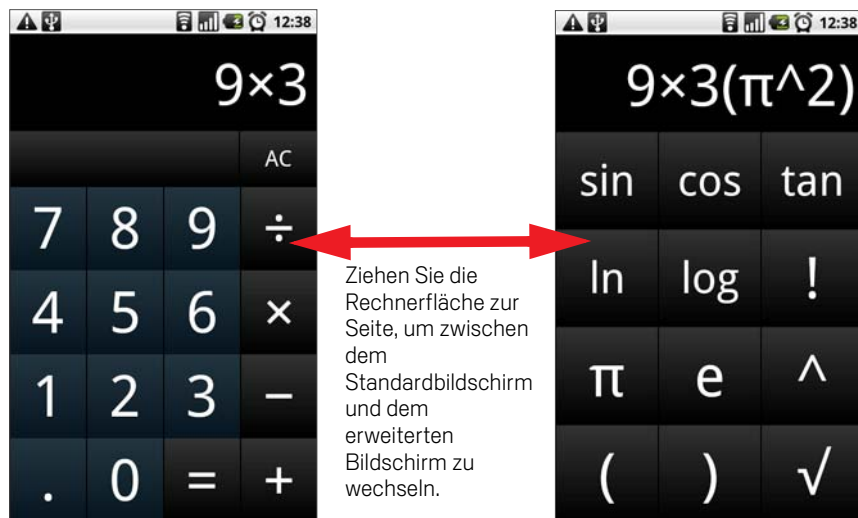 12:38
9×3
AC
7 8 9 ÷
4 5 6 ×
1 2 3 −
. 0 = +
Ziehen Sie die
Rechnerfläche zur
Seite, um zwischen
dem
Standardbildschirm
und dem
erweiterten
Bildschirm zu
wechseln.
12:38
9×3(π^2)
sin cos tan
ln log !
π e ^
( ) √